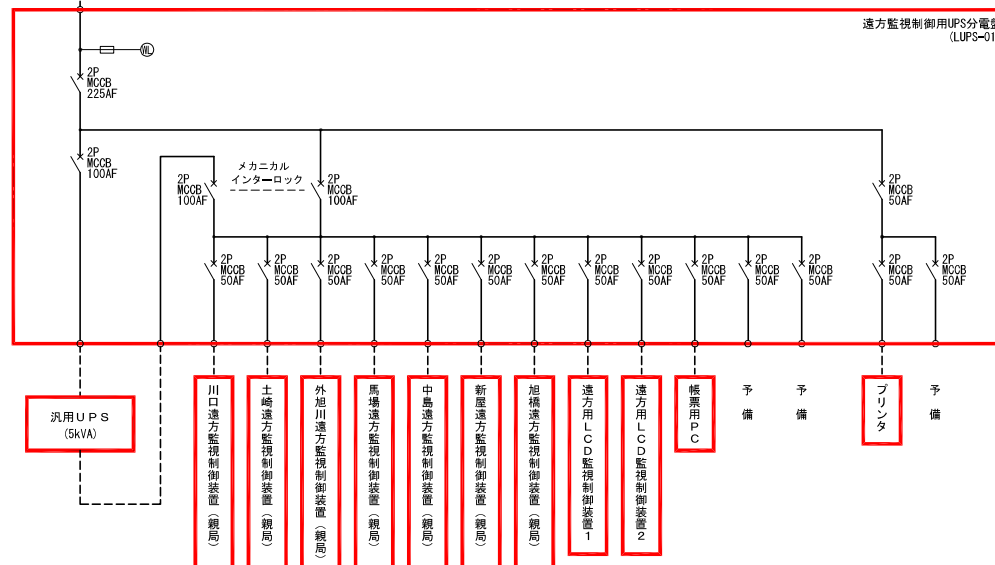 遠方監視制御用UPS分電盤
(LUPS-01
WL
2P
MCCB
225AF
2P
MCCB
100AF
メカニカル
インターロック
2P
MCCB
100AF
2P
MCCB
100AF
2P
MCCB
50AF
2P
MCCB
50AF
2P
MCCB
50AF
2P
MCCB
50AF
2P
MCCB
50AF
2P
MCCB
50AF
2P
MCCB
50AF
2P
MCCB
50AF
2P
MCCB
50AF
2P
MCCB
50AF
2P
MCCB
50AF
2P
MCCB
50AF
2P
MCCB
50AF
2P
MCCB
50AF
2P
MCCB
50AF
汎用UPS
(5kVA)
川口遠方監視制御装置(親局)
土崎遠方監視制御装置(親局)
外旭川遠方監視制御装置(親局)
馬場遠方監視制御装置(親局)
中島遠方監視制御装置(親局)
新屋遠方監視制御装置(親局)
旭橋遠方監視制御装置(親局)
遠方用LCD監視制御装置1
遠方用LCD監視制御装置2
帳票用PC
予備
予備
プリンタ
予備